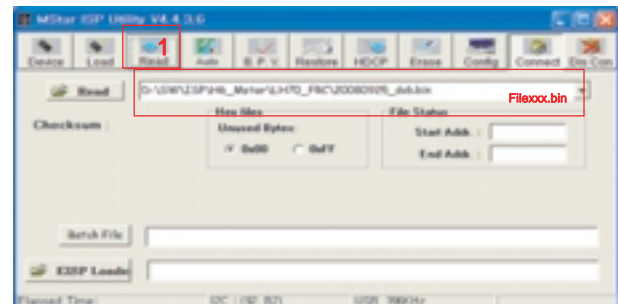 MStar ISP Utility V4.4.3.6
1
Device Load Read Auto B.P.V. Restore HDCP Erase Config Connect Dis Con
Read
Filexxx.bin
Hex files
File Status
Checksum :
Unused Bytes:
Start Addr. :
0x00 0xFF
End Addr. :
Batch File
EISP Loader
Elapsed Time:
I2C
USB